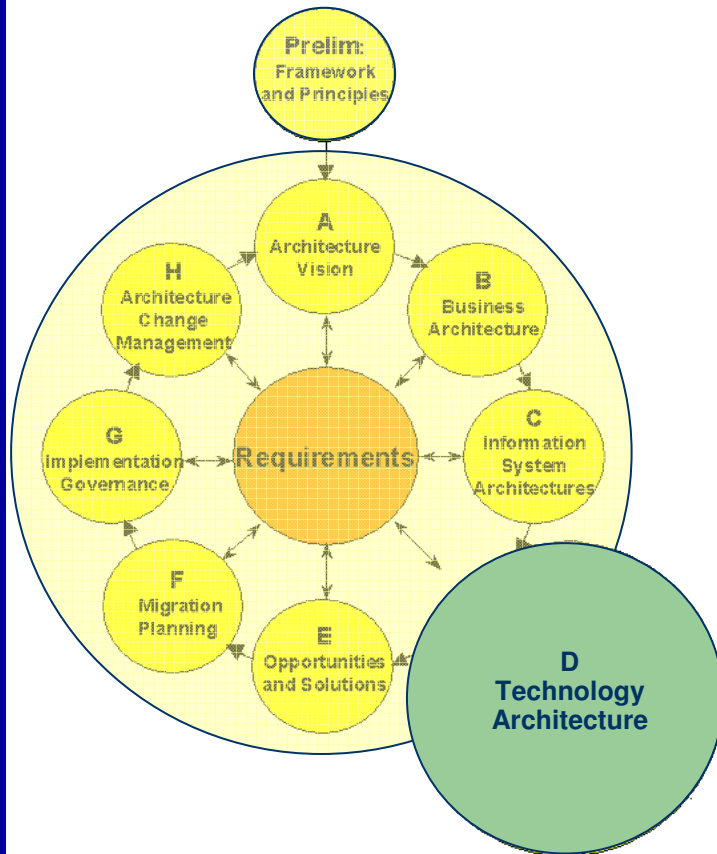 Prelim:
Framework
and Principles
A
Architecture
Vision
H
Architecture
Change
Management
B
Business
Architecture
G
Implementation
Governance
Requirements
C
Information
System
Architectures
F
Migration
Planning
E
Opportunities
and Solutions
D
Technology
Architecture